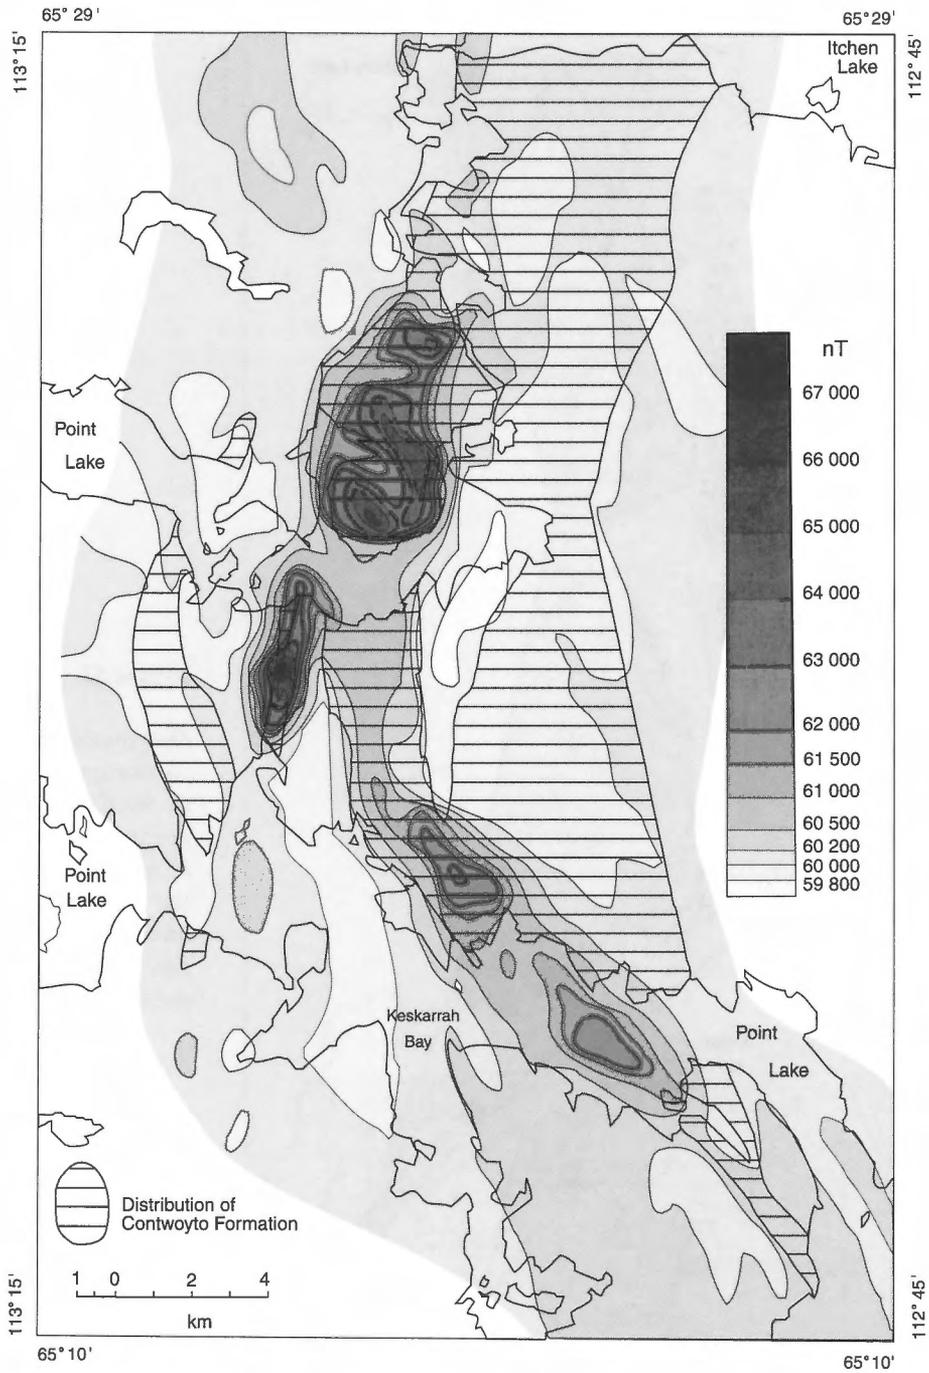 65° 29'
65° 29'
113° 15'
112° 45'
Itchen
Lake
nT
67 000
66 000
65 000
64 000
63 000
62 000
61 500
61 000
60 500
60 200
60 000
59 800
Point
Lake
Point
Lake
Keskarrah
Bay
Point
Lake
Distribution of
Contwoyto Formation
1 0 2 4
km
113° 15'
112° 45'
65° 10'
65° 10'